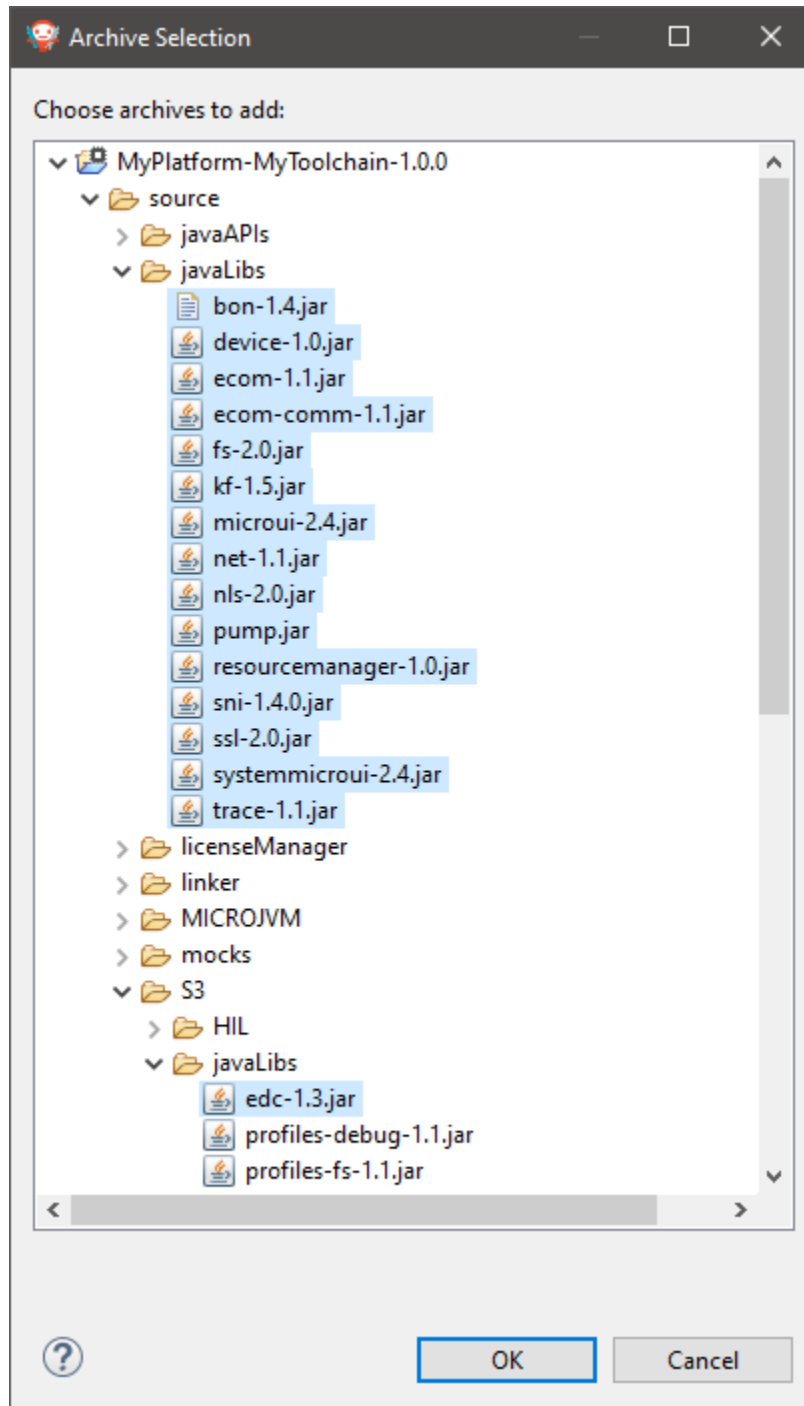 Archive Selection
Choose archives to add:
MyPlatform-MyToolchain-1.0.0
source
javaAPIs
javaLibs
bon-1.4.jar
device-1.0.jar
ecom-1.1.jar
ecom-comm-1.1.jar
fs-2.0.jar
kf-1.5.jar
microui-2.4.jar
net-1.1.jar
nls-2.0.jar
pump.jar
resourcemanager-1.0.jar
sni-1.4.0.jar
ssl-2.0.jar
systemmicroui-2.4.jar
trace-1.1.jar
licenseManager
linker
MICROJVM
mocks
S3
HIL
javaLibs
edc-1.3.jar
profiles-debug-1.1.jar
profiles-fs-1.1.jar
OK Cancel